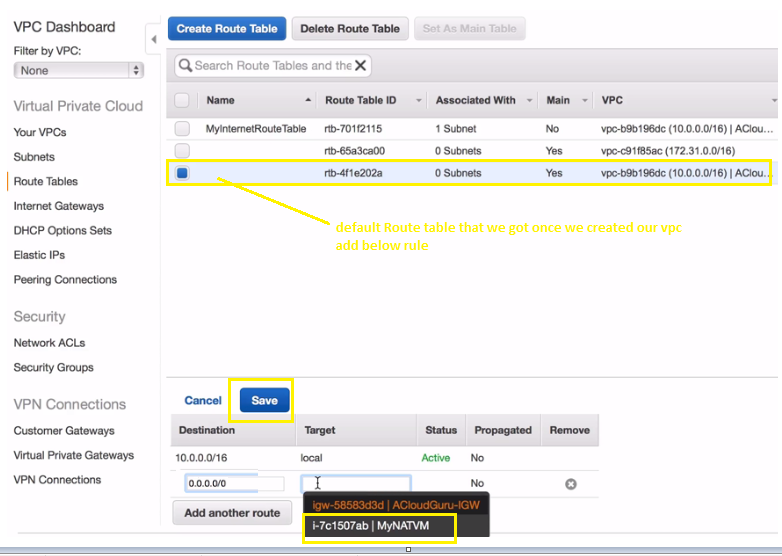 VPC Dashboard
Filter by VPC:
None
Virtual Private Cloud
Your VPCs
Subnets
Route Tables
Internet Gateways
DHCP Options Sets
Elastic IPs
Peering Connections
Security
Network ACLs
Security Groups
VPN Connections
Customer Gateways
Virtual Private Gateways
VPN Connections
Create Route Table Delete Route Table Set As Main Table
Search Route Tables and the
Name Route Table ID Associated With Main VPC
MyInternetRouteTable rtb-701f2115 1 Subnet No vpc-b9b196dc (10.0.0.0/16) | AClou...
rtb-65a3ca00 0 Subnets Yes vpc-c91f85ac (172.31.0.0/16)
rtb-4f1e202a 0 Subnets Yes vpc-b9b196dc (10.0.0.0/16) | AClou...
default Route table that we got once we created our vpc
add below rule
Cancel Save
Destination Target Status Propagated Remove
10.0.0.0/16 local Active No
0.0.0.0/0 No
igw-58583d3d | ACloudGuru-IGW
i-7c1507ab | MyNATVM
Add another route